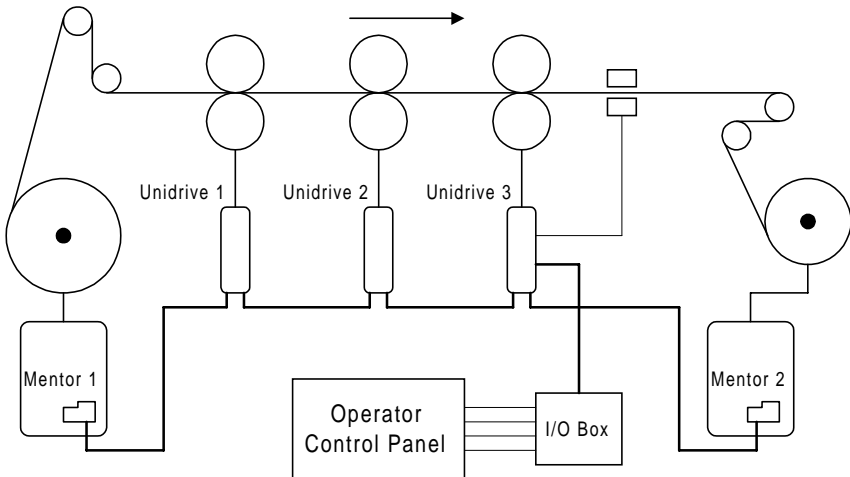 Unidrive 1
Unidrive 2
Unidrive 3
Mentor 1
Operator
Control Panel
I/O Box
Mentor 2